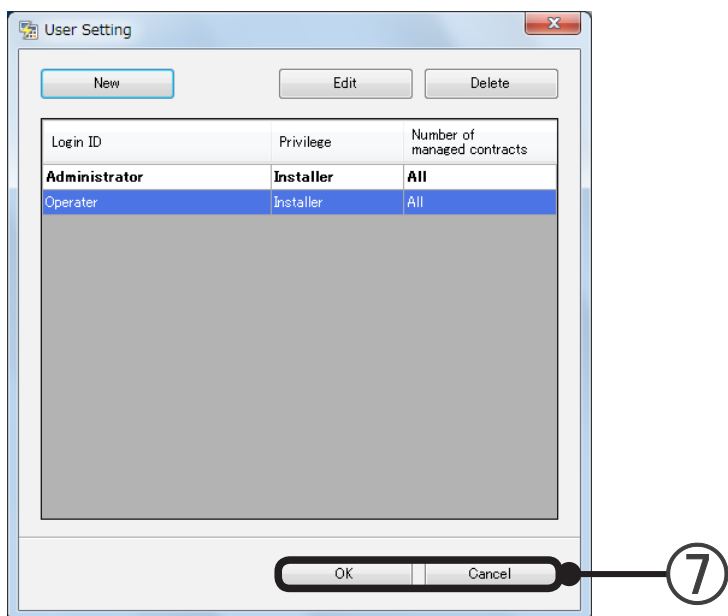 User Setting
New Edit Delete
Login ID Privilege Number of
managed contracts
Administrator Installer All
Operater Installer All
OK Cancel
⑦